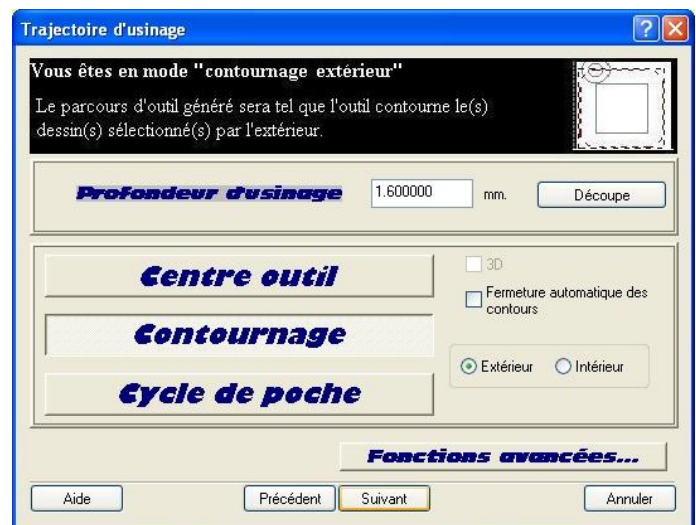 Trajectoire d'usinage
Vous êtes en mode "contournage extérieur"
Le parcours d'outil généré sera tel que l'outil contourne le(s)
dessin(s) sélectionné(s) par l'extérieur.
Profondeur d'usinage 1.600000 mm. Découpe
Centre outil
3D
Fermeture automatique des
contours
Contournage
Extérieur Intérieur
Cycle de poche
Fonctions avancées...
Aide Précédent Suivant Annuler